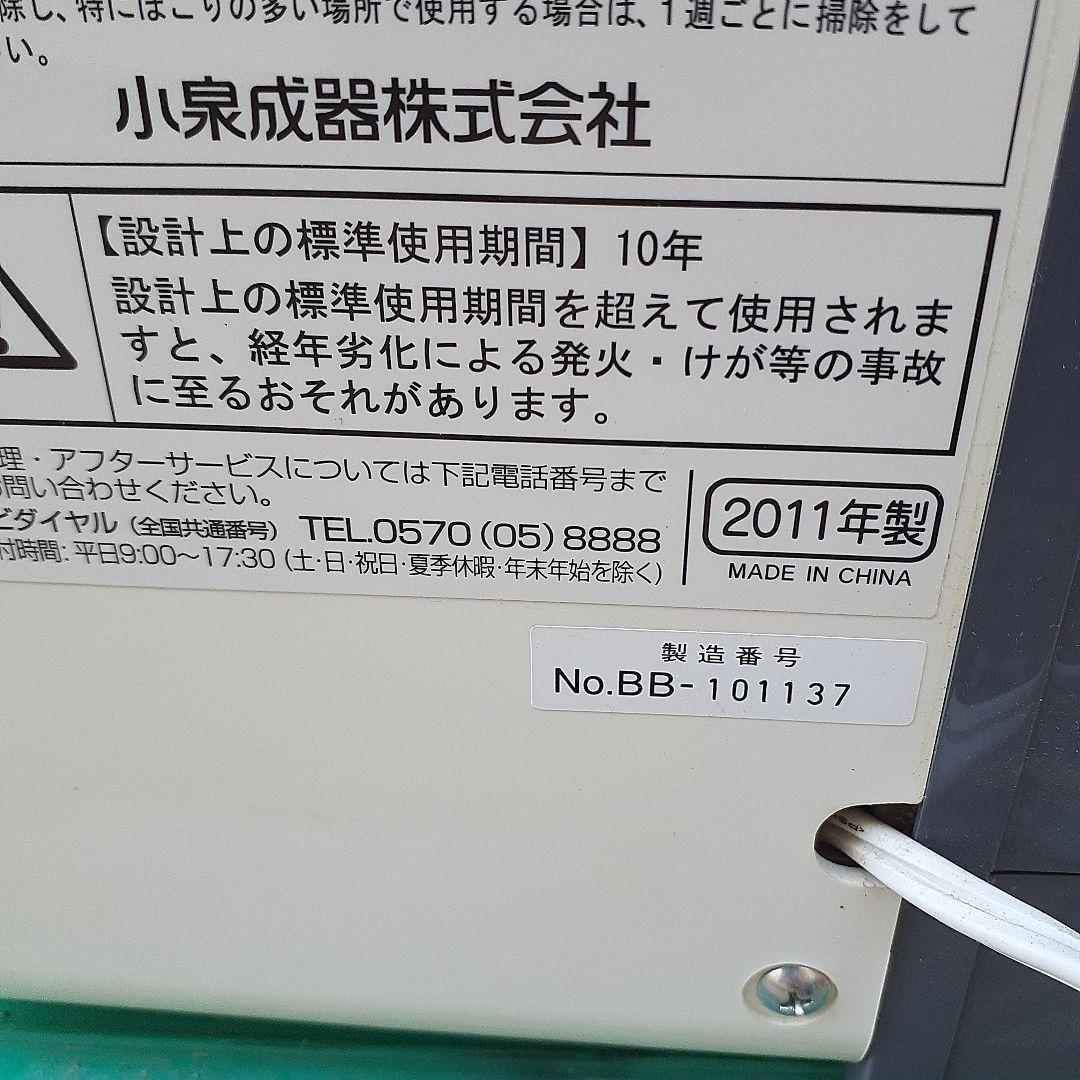 除し、特にほこりの多い場所で使用する場合は、1週ごとに掃除をして
い。
小泉成器株式会社
【設計上の標準使用期間】10年
設計上の標準使用期間を超えて使用されま
すと、経年劣化による発火・けが等の事故
に至るおそれがあります。
理・アフターサービスについては下記電話番号まで
お問い合わせください。
ビダイヤル（全国共通番号） TEL.0570(05)8888
付時間: 平日9:00～17:30 (土・日・祝日・夏季休暇・年末年始を除く)
2011年製
MADE IN CHINA
製造番号
No.BB-101137